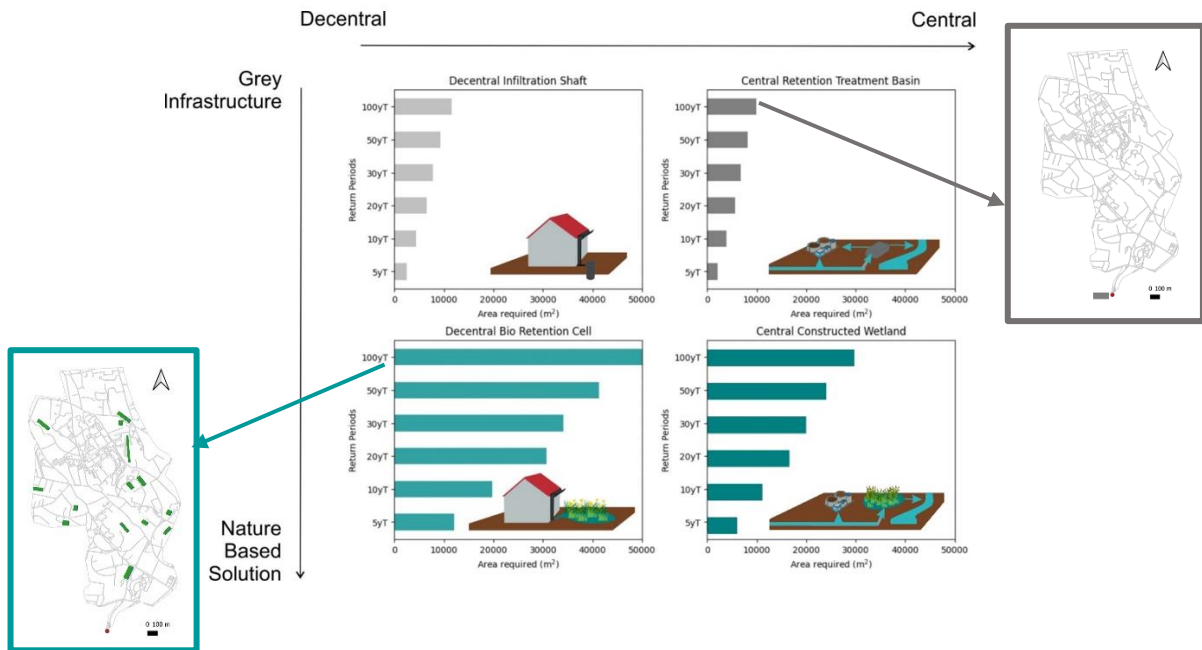 Decentral
Central
Grey
Infrastructure
Nature
Based
Solution
Decentral Infiltration Shaft
Return Periods
100yT
50yT
30yT
20yT
10yT
5yT
0 10000 20000 30000 40000 50000
Area required (m²)
Central Retention Treatment Basin
Return Periods
100yT
50yT
30yT
20yT
10yT
5yT
0 10000 20000 30000 40000 50000
Area required (m²)
Decentral Bio Retention Cell
Return Periods
100yT
50yT
30yT
20yT
10yT
5yT
0 10000 20000 30000 40000 50000
Area required (m²)
Central Constructed Wetland
Return Periods
100yT
50yT
30yT
20yT
10yT
5yT
0 10000 20000 30000 40000 50000
Area required (m²)
0 100 m
0 100 m